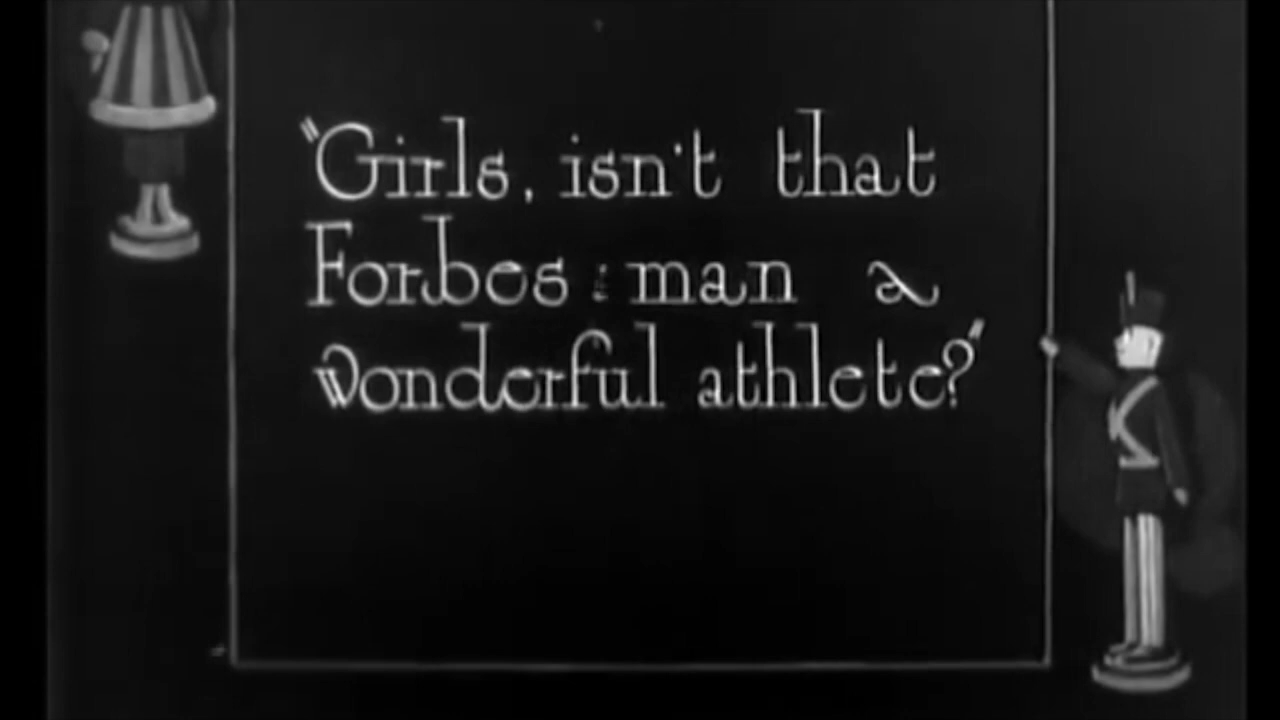 "Girls, isn't that
Forbes : man a
wonderful athlete?"